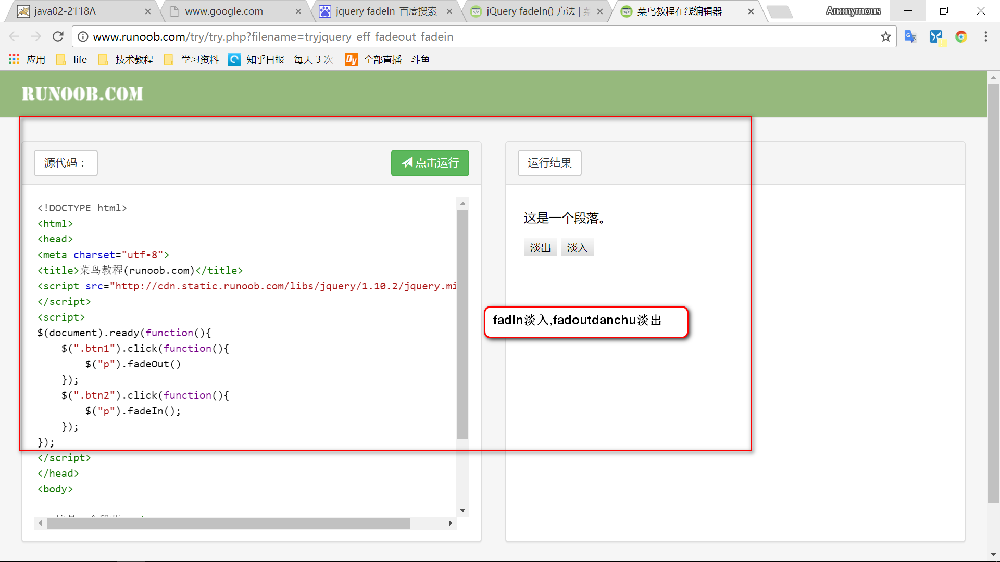 java02-2118A
www.google.com
jquery fadeIn_百度搜索
jQuery fadeIn() 方法 | 菜
菜鸟教程在线编辑器
Anonymous
www.runoob.com/try/try.php?filename=tryjquery_eff_fadeout_fadein
应用
life
技术教程
学习资料
知乎日报 - 每天 3 次
全部直播 - 斗鱼
RUNOOB.COM
源代码：
点击运行
<!DOCTYPE html>
<html>
<head>
<meta charset="utf-8">
<title>菜鸟教程(runoob.com)</title>
<script src="http://cdn.static.runoob.com/libs/jquery/1.10.2/jquery.mi
</script>
<script>
$(document).ready(function(){
    $(".btn1").click(function(){
        $("p").fadeOut()
    });
    $(".btn2").click(function(){
        $("p").fadeIn();
    });
});
</script>
</head>
<body>
运行结果
这是一个段落。
淡出 淡入
fadin淡入,fadoutdanchu淡出